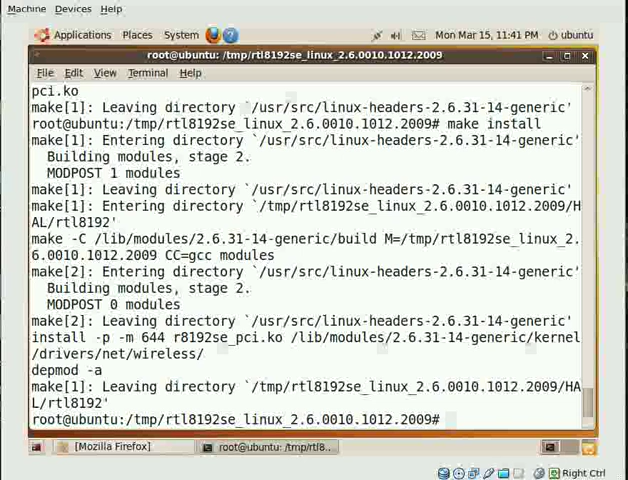 Machine Devices Help
Applications Places System Mon Mar 15, 11:41 PM ubuntu
root@ubuntu: /tmp/rtl8192se_linux_2.6.0010.1012.2009
File Edit View Terminal Help
pci.ko
make[1]: Leaving directory `/usr/src/linux-headers-2.6.31-14-generic'
root@ubuntu:/tmp/rtl8192se_linux_2.6.0010.1012.2009# make install
make[1]: Entering directory `/usr/src/linux-headers-2.6.31-14-generic'
Building modules, stage 2.
MODPOST 1 modules
make[1]: Leaving directory `/usr/src/linux-headers-2.6.31-14-generic'
make[1]: Entering directory `/tmp/rtl8192se_linux_2.6.0010.1012.2009/H
AL/rtl8192'
make -C /lib/modules/2.6.31-14-generic/build M=/tmp/rtl8192se_linux_2.
6.0010.1012.2009 CC=gcc modules
make[2]: Entering directory `/usr/src/linux-headers-2.6.31-14-generic'
Building modules, stage 2.
MODPOST 0 modules
make[2]: Leaving directory `/usr/src/linux-headers-2.6.31-14-generic'
install -p -m 644 r8192se_pci.ko /lib/modules/2.6.31-14-generic/kernel
/drivers/net/wireless/
depmod -a
make[1]: Leaving directory `/tmp/rtl8192se_linux_2.6.0010.1012.2009/HA
L/rtl8192'
root@ubuntu:/tmp/rtl8192se_linux_2.6.0010.1012.2009#
[Mozilla Firefox] root@ubuntu: /tmp/rtl8...
Right Ctrl